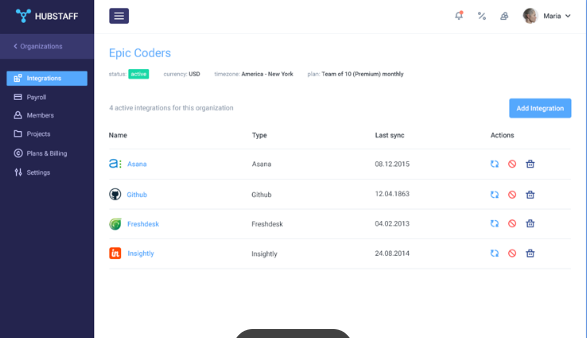 HUBSTAFF
Maria
Organizations
Integrations
Payroll
Members
Projects
Plans & Billing
Settings
Epic Coders
status: active currency: USD timezone: America - New York plan: Team of 10 (Premium) monthly
4 active integrations for this organization
Add Integration
Name Type Last sync Actions
Asana Asana 08.12.2015
Github Github 12.04.1863
Freshdesk Freshdesk 04.02.2013
in. Insightly Insightly 24.08.2014